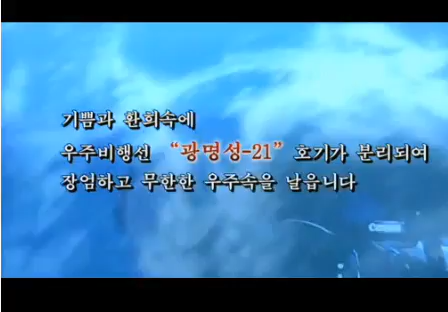 기쁨과 환희속에
우주비행선 “광명성-21” 호기가 분리되여
장엄하고 무한한 우주속을 날읍니다